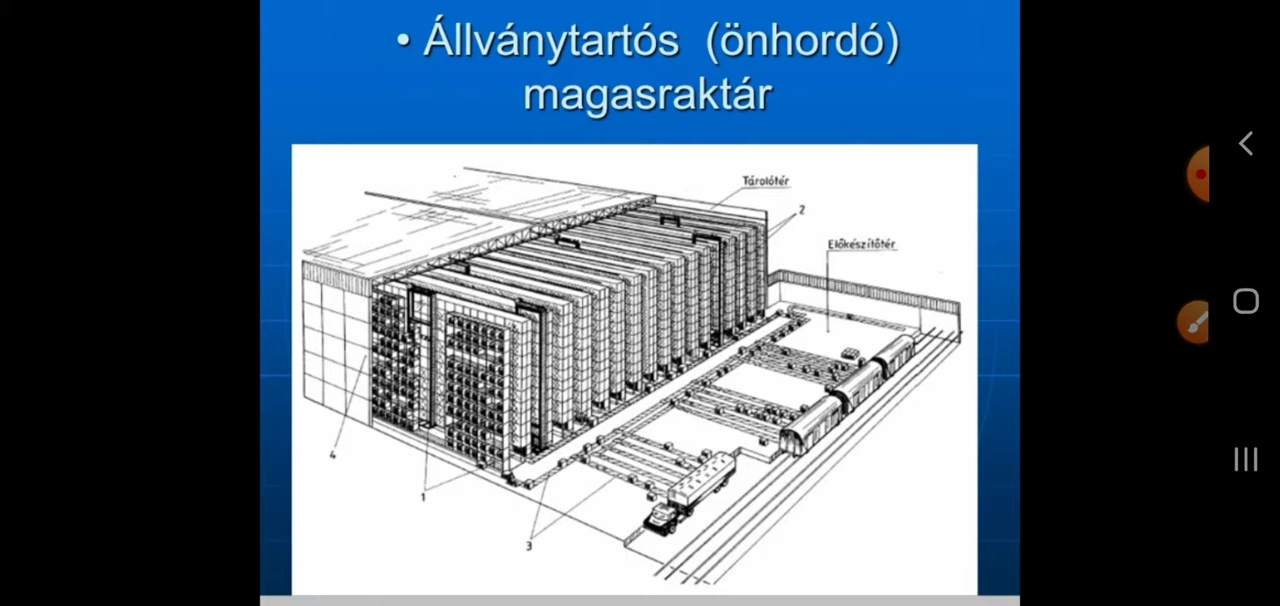 • Állványtartós (önhordó)
magasraktár
Tárolótér
2
Előkészítőtér
4
1
3